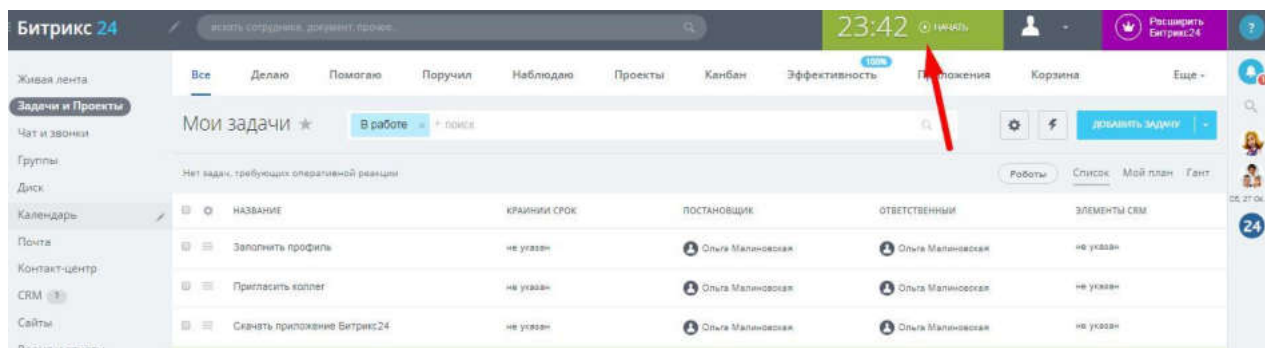 Битрикс 24
искать сотрудника, документ, прочее...
23:42 НАЧАТЬ
Расширить
Битрикс24
?
Живая лента
Задачи и Проекты
Чат и звонки
Группы
Диск
Календарь
Почта
Контакт-центр
CRM
Сайты
Все Делаю Помогаю Поручил Наблюдаю Проекты Канбан Эффективность 100% Приложения Корзина Еще
Мои задачи
В работе × + поиск
ДОБАВИТЬ ЗАДАЧУ
Нет задач, требующих оперативной реакции
Роботы Список Мой план Гант
НАЗВАНИЕ КРАЙНИЙ СРОК ПОСТАНОВЩИК ОТВЕТСТВЕННЫЙ ЭЛЕМЕНТЫ CRM
Заполнить профиль не указан Ольга Малиновская Ольга Малиновская не указан
Пригласить коллег не указан Ольга Малиновская Ольга Малиновская не указан
Скачать приложение Битрикс24 не указан Ольга Малиновская Ольга Малиновская не указан
24